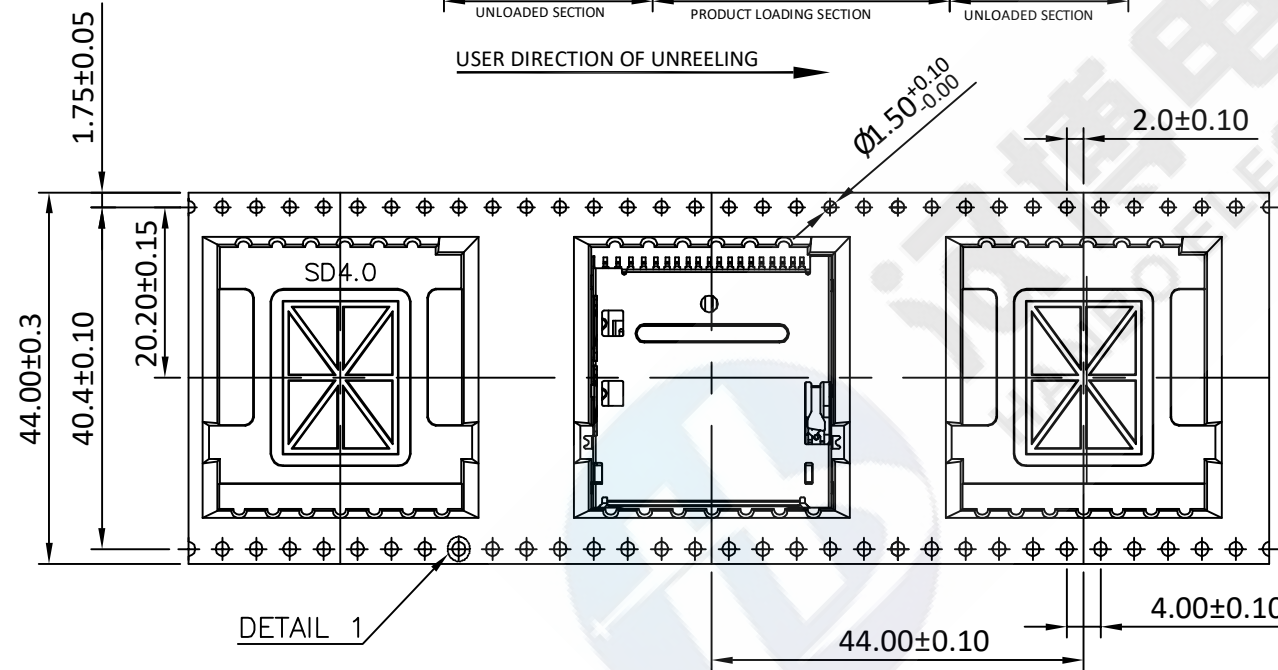 UNLOADED SECTION
PRODUCT LOADING SECTION
UNLOADED SECTION
USER DIRECTION OF UNREELING
1.75±0.05
Ø1.50+0.10-0.00
2.0±0.10
44.00±0.3
40.4±0.10
20.20±0.15
SD4.0
DETAIL 1
44.00±0.10
4.00±0.10